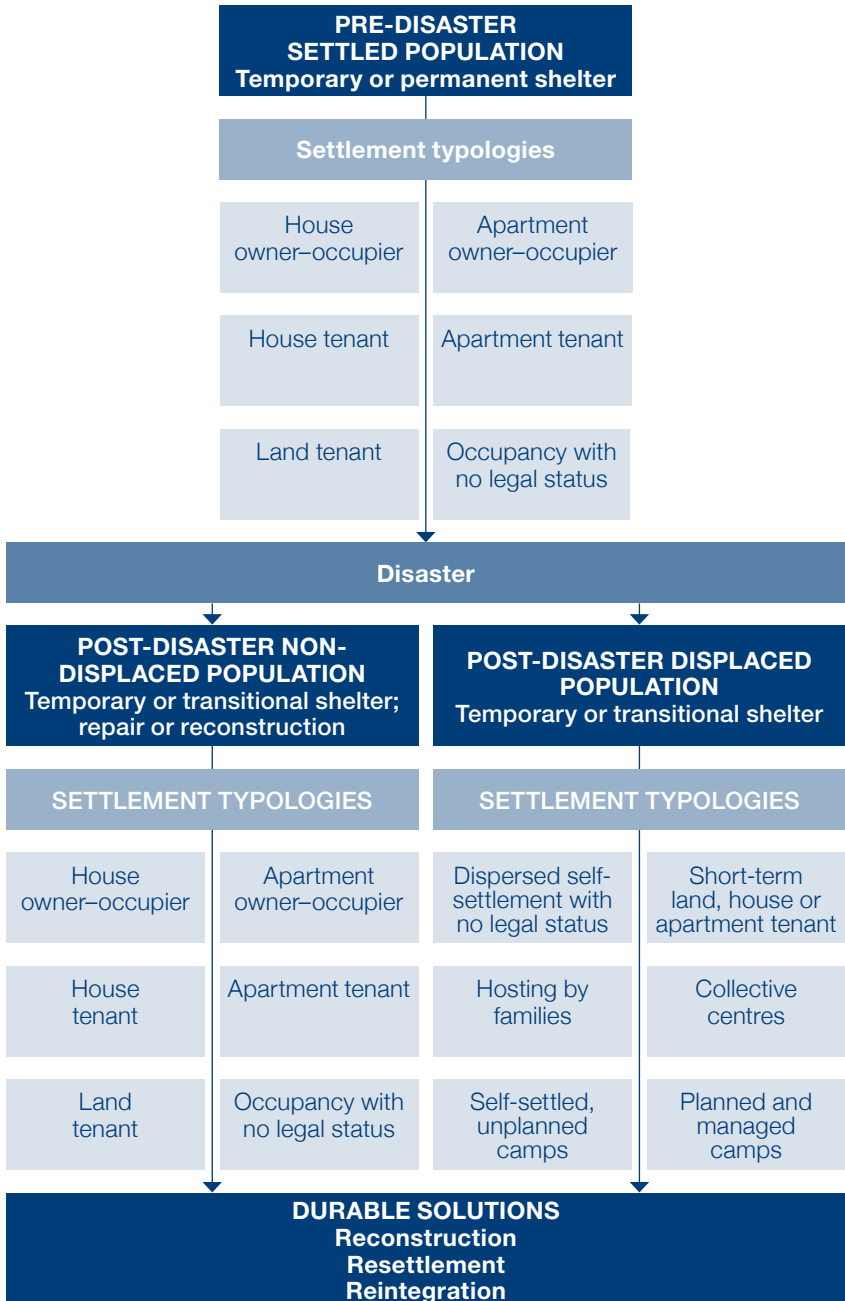 PRE-DISASTER
SETTLED POPULATION
Temporary or permanent shelter
Settlement typologies
House
owner–occupier
Apartment
owner–occupier
House tenant
Apartment tenant
Land tenant
Occupancy with
no legal status
Disaster
POST-DISASTER NON-
DISPLACED POPULATION
Temporary or transitional shelter;
repair or reconstruction
POST-DISASTER DISPLACED
POPULATION
Temporary or transitional shelter
SETTLEMENT TYPOLOGIES
SETTLEMENT TYPOLOGIES
House
owner–occupier
Apartment
owner–occupier
Dispersed self-
settlement with
no legal status
Short-term
land, house or
apartment tenant
House
tenant
Apartment tenant
Hosting by
families
Collective
centres
Land
tenant
Occupancy with
no legal status
Self-settled,
unplanned
camps
Planned and
managed
camps
DURABLE SOLUTIONS
Reconstruction
Resettlement
Reintegration